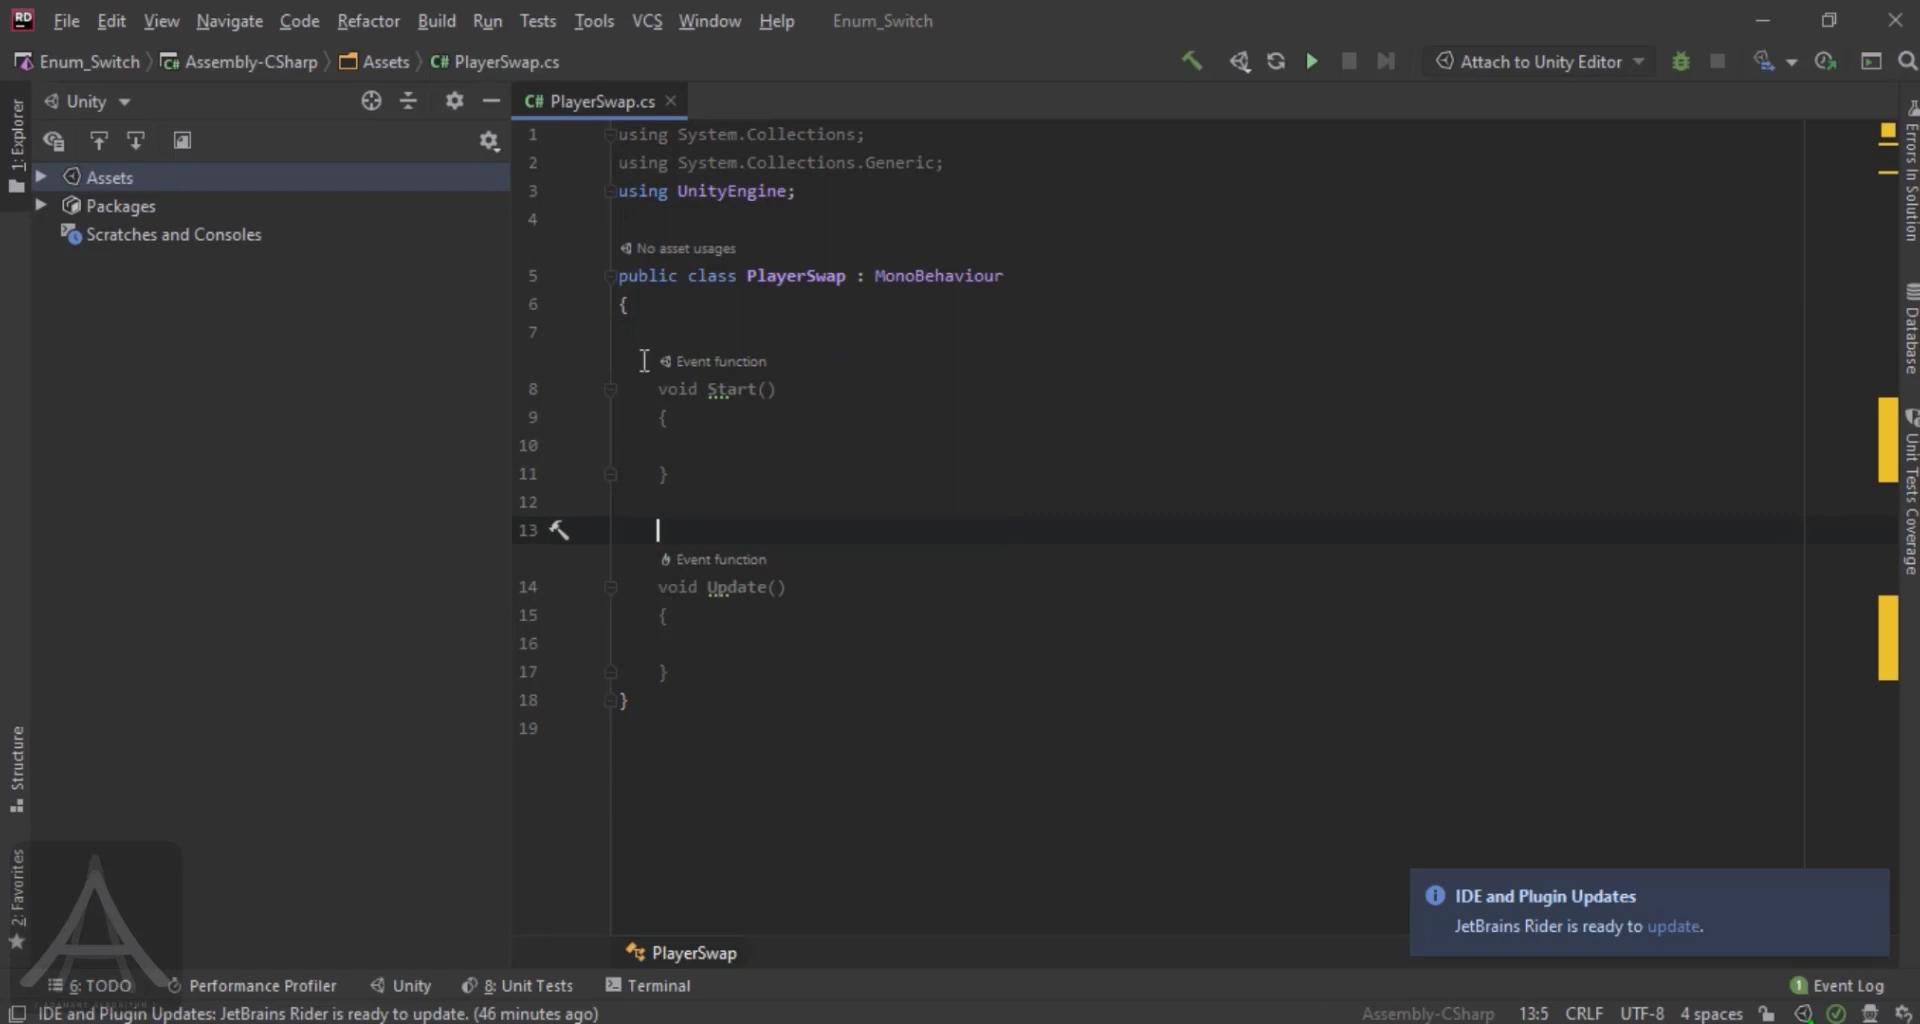 File Edit View Navigate Code Refactor Build Run Tests Tools VCS Window Help Enum_Switch
Enum_Switch Assembly-CSharp Assets C# PlayerSwap.cs Attach to Unity Editor
1: Explorer
Unity
C# PlayerSwap.cs
Assets
Packages
Scratches and Consoles
1 using System.Collections;
2 using System.Collections.Generic;
3 using UnityEngine;
4
No asset usages
5 public class PlayerSwap : MonoBehaviour
6 {
7
Event function
8 void Start()
9 {
10
11 }
12
13
Event function
14 void Update()
15 {
16
17 }
18 }
19
Errors In Solution
Database
Unit Tests Coverage
Structure
2: Favorites
IDE and Plugin Updates
JetBrains Rider is ready to update.
PlayerSwap
6: TODO Performance Profiler Unity 8: Unit Tests Terminal 1 Event Log
IDE and Plugin Updates: JetBrains Rider is ready to update. (46 minutes ago) Assembly-CSharp 13:5 CRLF UTF-8 4 spaces